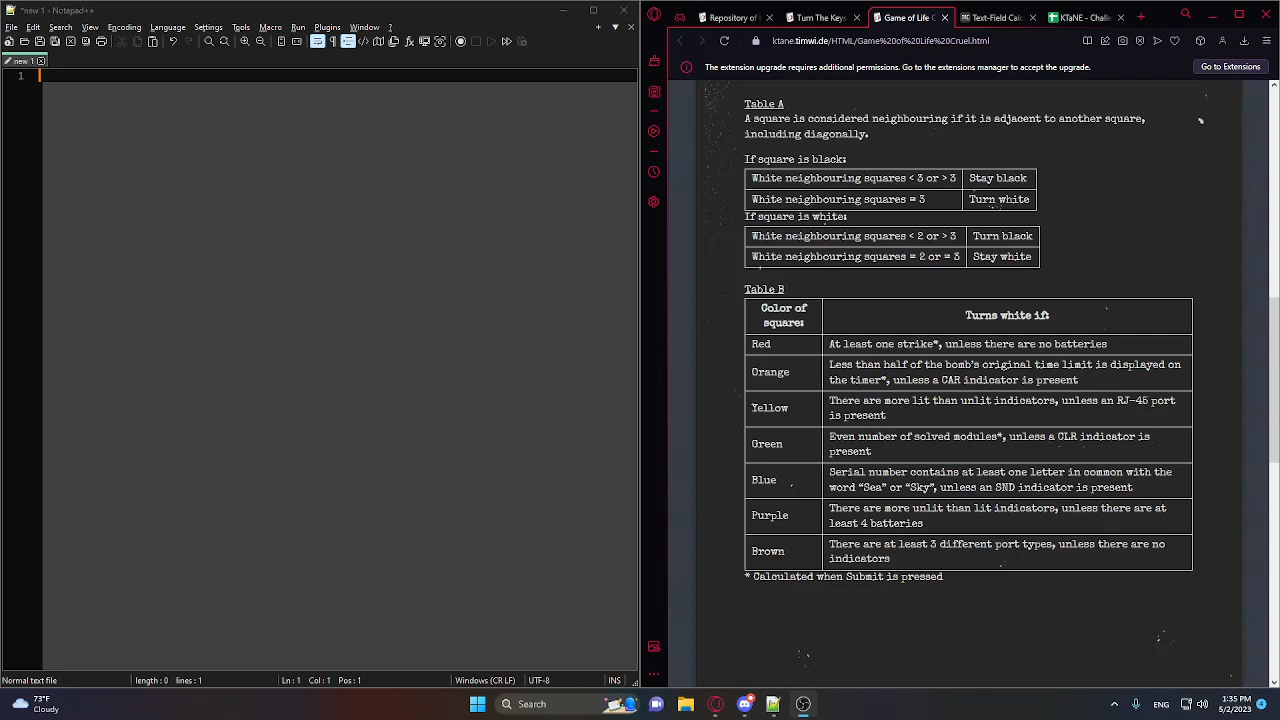 *new 1 - Notepad++
File Edit Search View Encoding Language Settings Tools Macro Run Plugins Window ?
new 1
1
Normal text file length: 0 lines: 1 Ln: 1 Col: 1 Pos: 1 Windows (CR LF) UTF-8 INS
Repository of Turn The Keys Game of Life C Text-Field Calc KTaNE - Challe
ktane.timwi.de/HTML/Game%20of%20Life%20Cruel.html
The extension upgrade requires additional permissions. Go to the extensions manager to accept the upgrade. Go to Extensions
Table A
A square is considered neighbouring if it is adjacent to another square,
including diagonally.
If square is black:
White neighbouring squares < 3 or > 3 Stay black
White neighbouring squares = 3 Turn white
If square is white:
White neighbouring squares < 2 or > 3 Turn black
White neighbouring squares = 2 or = 3 Stay white
Table B
Color of
square: Turns white if:
Red At least one strike*, unless there are no batteries
Orange Less than half of the bomb's original time limit is displayed on
the timer*, unless a CAR indicator is present
Yellow There are more lit than unlit indicators, unless an RJ-45 port
is present
Green Even number of solved modules*, unless a CLR indicator is
present
Blue Serial number contains at least one letter in common with the
word “Sea” or “Sky”, unless an SND indicator is present
Purple There are more unlit than lit indicators, unless there are at
least 4 batteries
Brown There are at least 3 different port types, unless there are no
indicators
* Calculated when Submit is pressed
73°F
Cloudy
Search
ENG
1:35 PM
5/2/2023
4